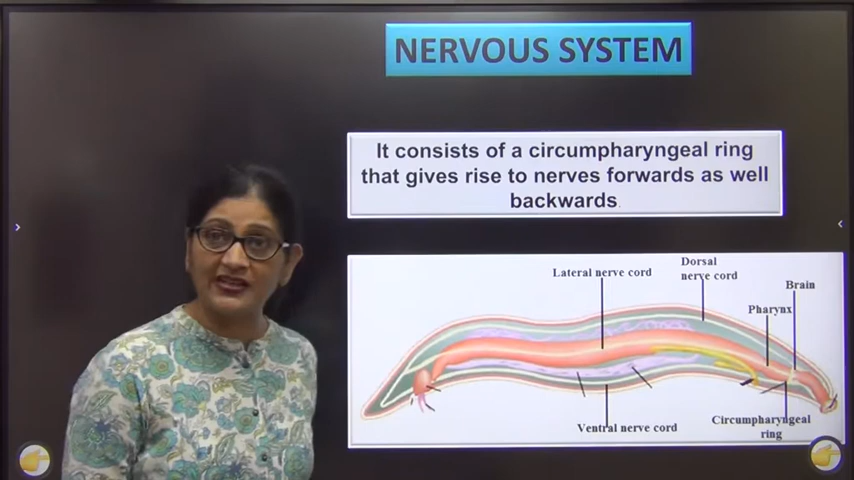 NERVOUS SYSTEM
It consists of a circumpharyngeal ring
that gives rise to nerves forwards as well
backwards.
Lateral nerve cord
Dorsal
nerve cord
Brain
Pharynx
Ventral nerve cord
Circumpharyngeal
ring